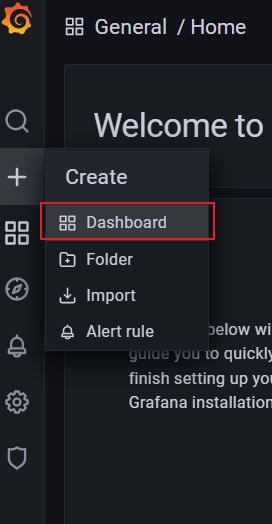 General / Home
Welcome to
Create
Dashboard
Folder
Import
Alert rule
below wi
guide you to quickly
finish setting up you
Grafana installation